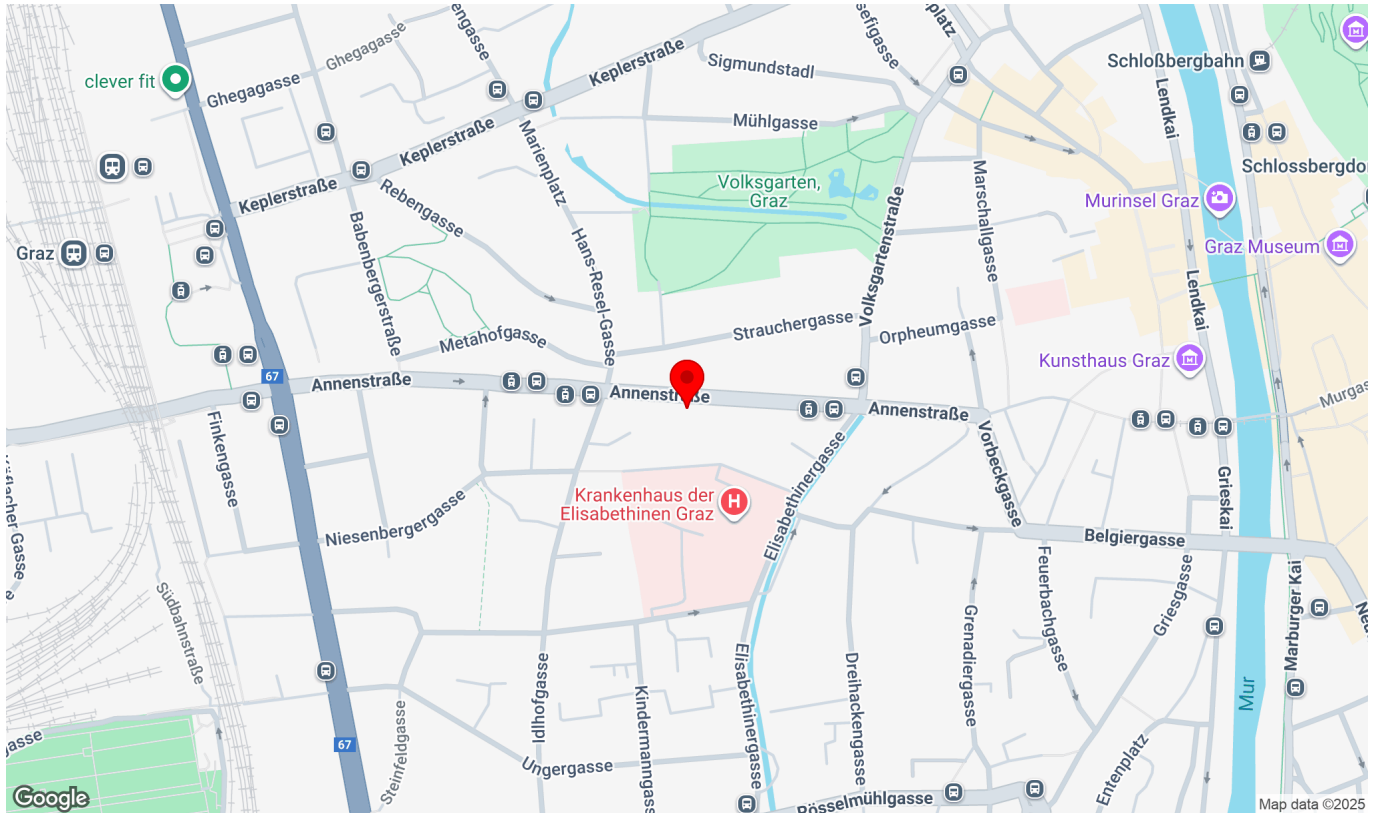 Ghegagasse
clever fit
Ghegagasse
Keplerstraße
Sigmundstadl
Schloßbergbahn
Lendkai
Mühlgasse
Keplerstraße
Marienplatz
Volksgarten,
Graz
Marschallgasse
Schlossbergdo
Keplerstraße
Rebengasse
Murinsel Graz
Babenbergerstraße
Hans-Resel-Gasse
Volksgartenstraße
Graz Museum
Graz
Lendkai
Metahofgasse
Strauchergasse
Orpheumgasse
Kunsthaus Graz
67
Annenstraße
Annenstraße
Annenstraße
Murgas
Finkengasse
Vorbeckgasse
Elisabethinergasse
Grieskai
Krankenhaus der
Elisabethinen Graz
H
Niesenbergergasse
Belgiergasse
Südbahnstraße
Feuerbachgasse
Griesgasse
Marburger Kai
Grenadiergasse
Idlhofgasse
Kindermanngass
Elisabethinergasse
Dreihackengasse
Mur
gasse
67
Steinfeldgasse
Ungergasse
Entenplatz
Rösselmühlgasse
Google
Map data ©2025